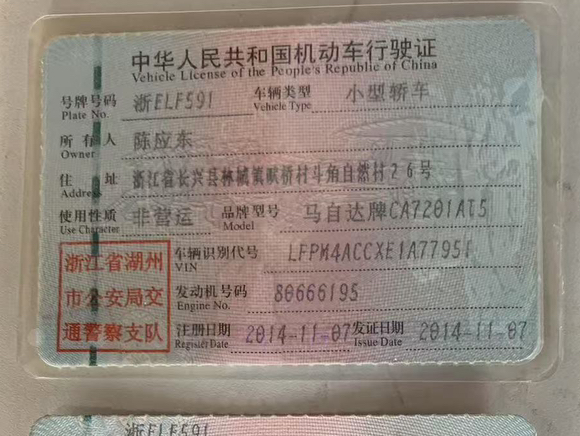 中华人民共和国机动车行驶证
Vehicle License of the People's Republic of China
号牌号码 浙ELF591 车辆类型 小型轿车
Plate No. Vehicle Type
所有人 陈应东
Owner
住址 浙江省长兴县林城镇畎桥村斗角自然村26号
Address
使用性质 非营运 品牌型号 马自达牌CA7201AT5
Use Character Model
浙江省湖州
市公安局交
通警察支队
车辆识别代号 LFPM4ACCXE1A77951
VIN
发动机号码 80666195
Engine No.
注册日期 2014-11-07 发证日期 2014-11-07
Register Date Issue Date
浙ELF591